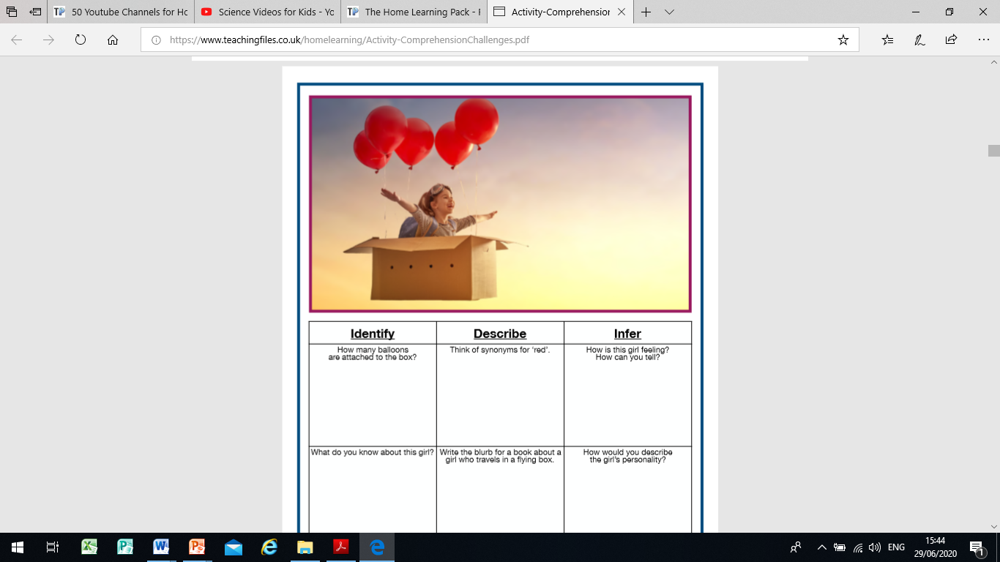 50 Youtube Channels for Ho
Science Videos for Kids - Yo
The Home Learning Pack - F
Activity-Comprehension
https://www.teachingfiles.co.uk/homelearning/Activity-ComprehensionChallenges.pdf
Identify
Describe
Infer
How many balloons
are attached to the box?
Think of synonyms for ‘red’.
How is this girl feeling?
How can you tell?
What do you know about this girl?
Write the blurb for a book about a
girl who travels in a flying box.
How would you describe
the girl’s personality?
ENG
15:44
29/06/2020
1